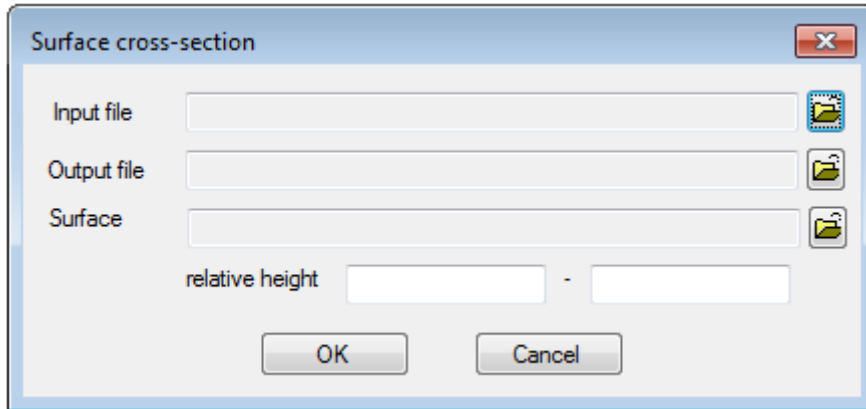 Surface cross-section
Input file
Output file
Surface
relative height -
OK Cancel